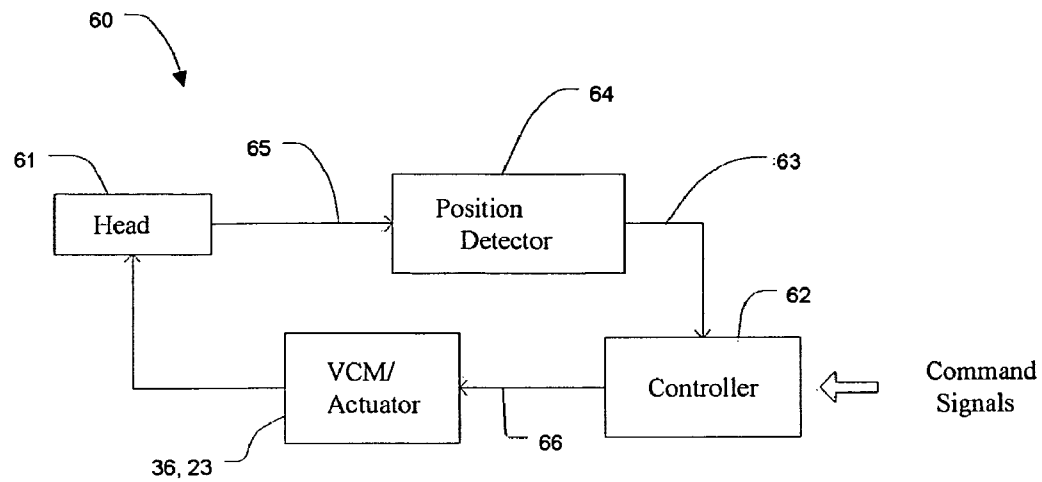 60
64
61
65
63
Head
Position
Detector
62
VCM/
Actuator
Controller
Command
Signals
66
36, 23